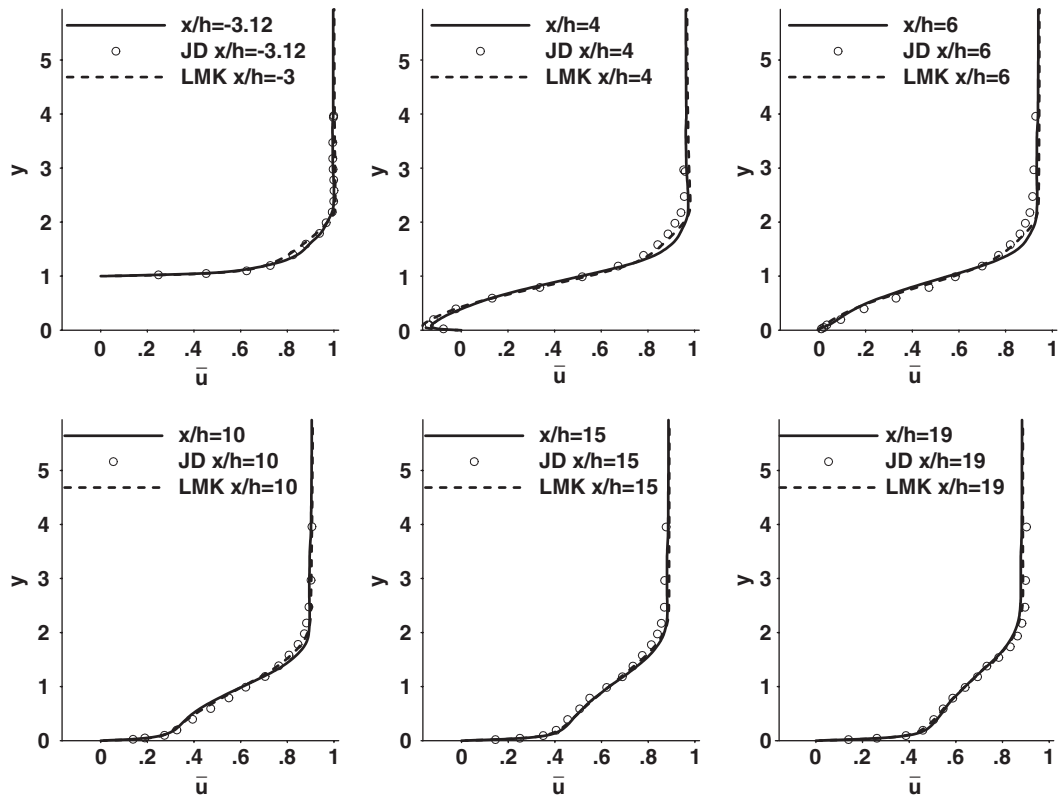 x/h=-3.12
JD x/h=-3.12
LMK x/h=-3
y
5
4
3
2
1
0
0 .2 .4 .6 .8 1
u̅
x/h=4
JD x/h=4
LMK x/h=4
y
5
4
3
2
1
0
0 .2 .4 .6 .8 1
u̅
x/h=6
JD x/h=6
LMK x/h=6
y
5
4
3
2
1
0
0 .2 .4 .6 .8 1
u̅
x/h=10
JD x/h=10
LMK x/h=10
y
5
4
3
2
1
0
0 .2 .4 .6 .8 1
u̅
x/h=15
JD x/h=15
LMK x/h=15
y
5
4
3
2
1
0
0 .2 .4 .6 .8 1
u̅
x/h=19
JD x/h=19
LMK x/h=19
y
5
4
3
2
1
0
0 .2 .4 .6 .8 1
u̅